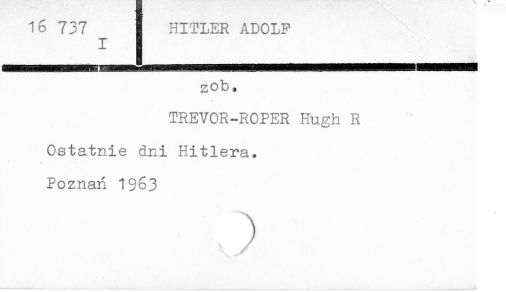 16 737
I
HITLER ADOLF
zob.
TREVOR-ROPER Hugh R
Ostatnie dni Hitlera.
Poznań 1963